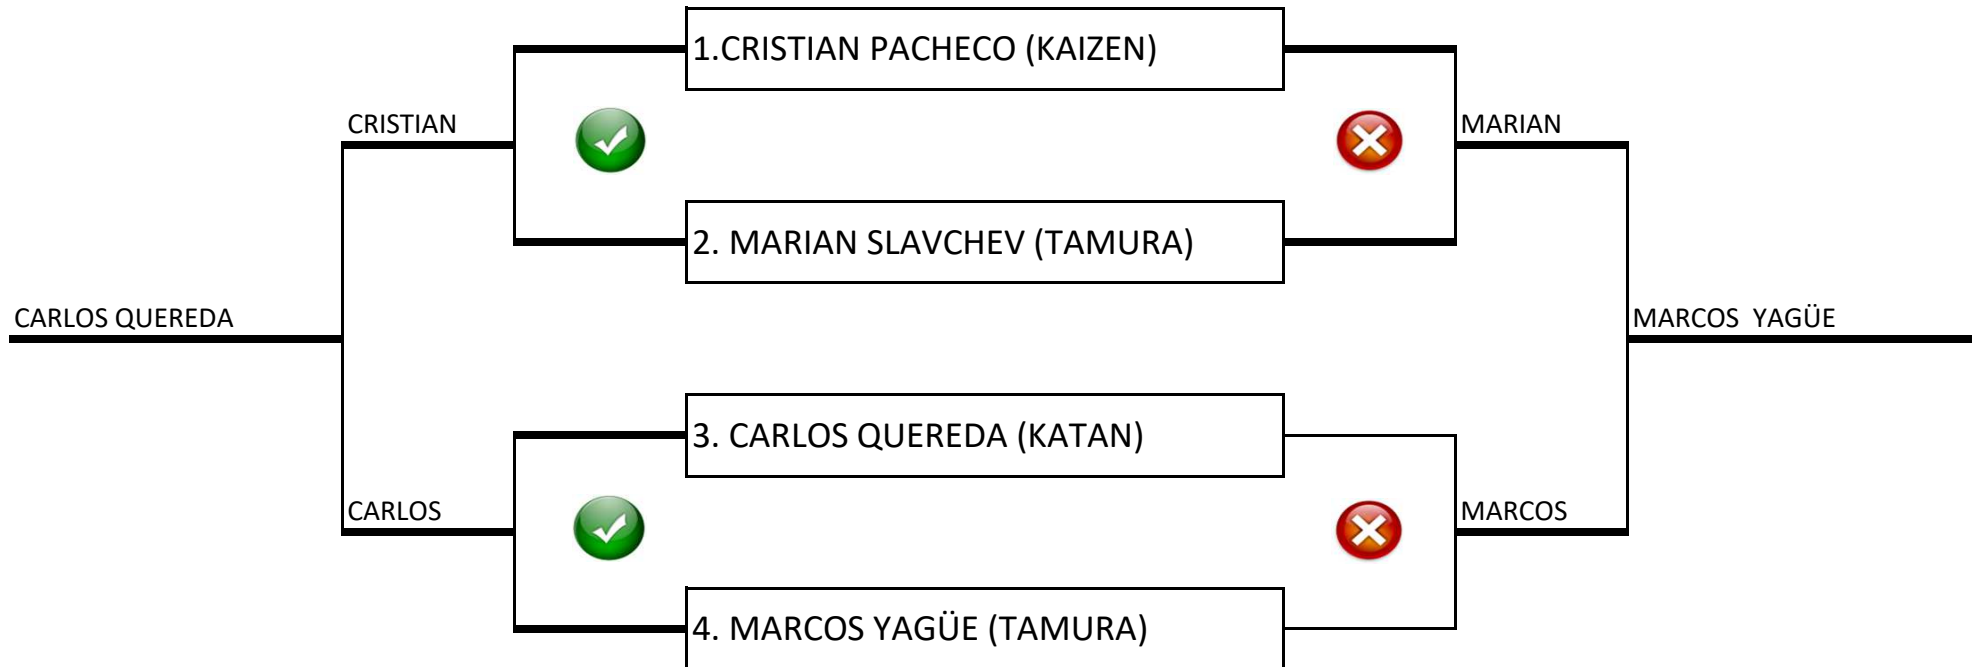 1.CRISTIAN PACHECO (KAIZEN)
CRISTIAN
MARIAN
2. MARIAN SLAVCHEV (TAMURA)
CARLOS QUEREDA
MARCOS  YAGÜE
3. CARLOS QUEREDA (KATAN)
CARLOS
MARCOS
4. MARCOS YAGÜE (TAMURA)